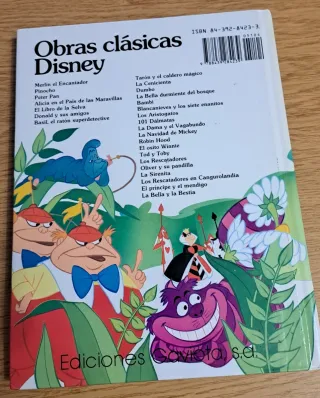 ISBN 84-392-8423-3
Obras clásicas
Disney
Merlín el Encantador
Pinocho
Peter Pan
Alicia en el País de las Maravillas
El Libro de la Selva
Donald y sus amigos
Basil, el ratón superdetective
Tarón y el caldero mágico
La Cenicienta
Dumbo
La Bella durmiente del bosque
Bambi
Blancanieves y los siete enanitos
Los Aristogatos
101 Dálmatas
La Dama y el Vagabundo
La Navidad de Mickey
Robin Hood
El osito Winnie
Tod y Toby
Los Rescatadores
Oliver y su pandilla
La Sirenita
Los Rescatadores en Cangurolandia
El príncipe y el mendigo
La Bella y la Bestia
Ediciones Gaviota, s.a.